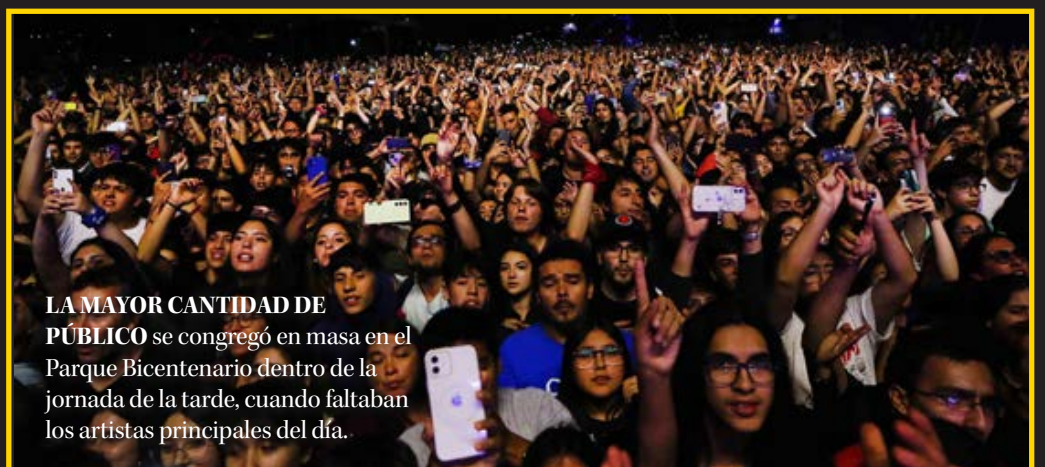 LA MAYOR CANTIDAD DE
PÚBLICO se congregó en masa en el
Parque Bicentenario dentro de la
jornada de la tarde, cuando faltaban
los artistas principales del día.